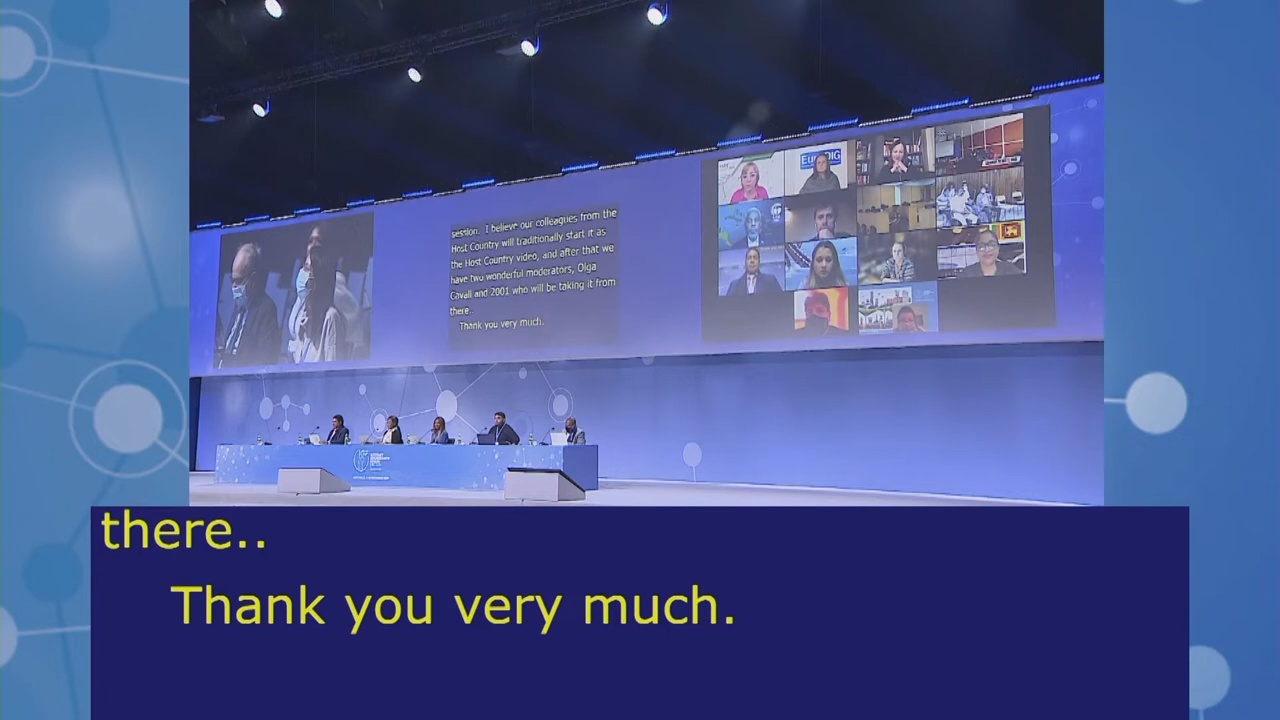 EuroDIG
session. I believe our colleagues from the
Host Country will traditionally start it as
the Host Country video, and after that we
have two wonderful moderators, Olga
Cavali and 2001 who will be taking it from
there..
Thank you very much.
there..
Thank you very much.